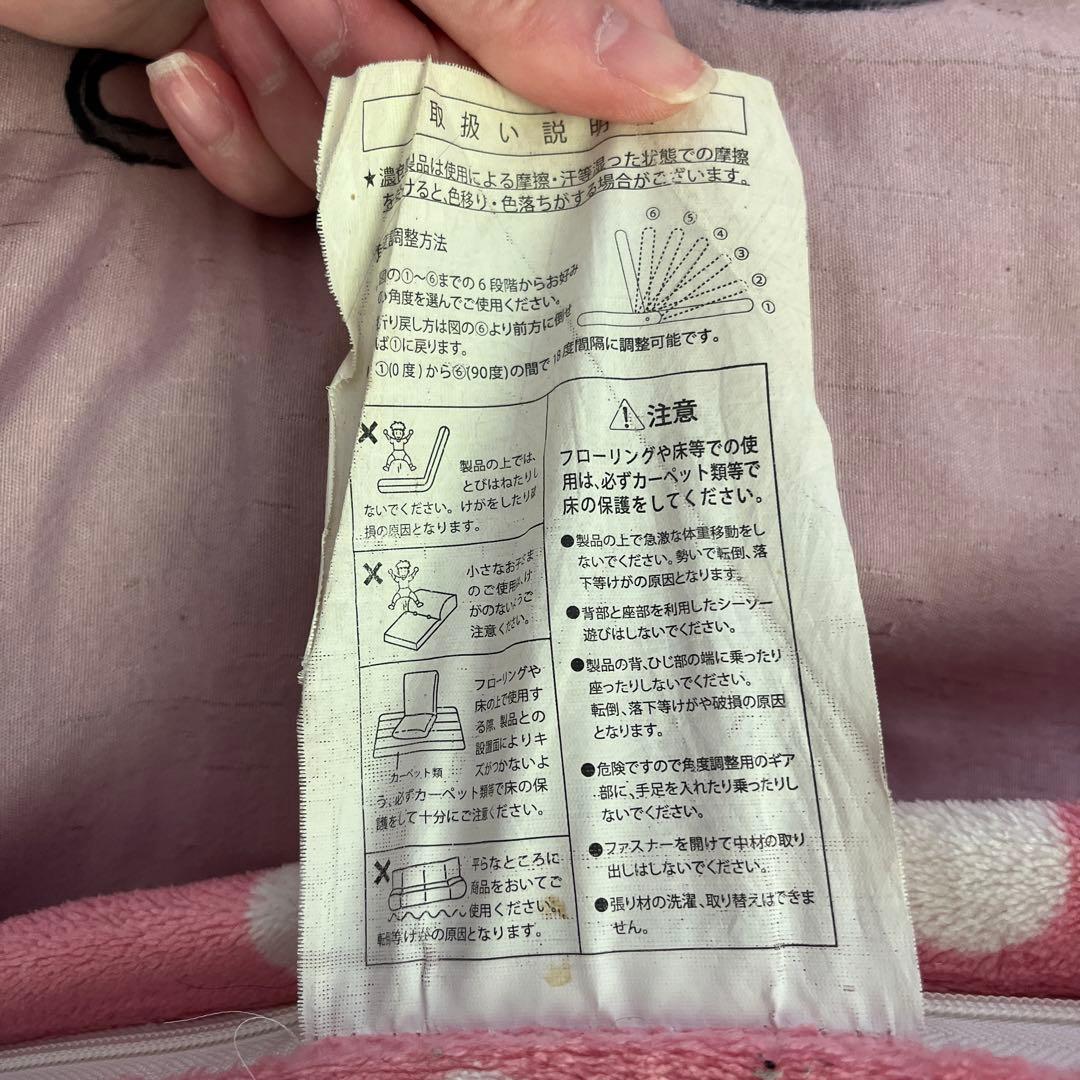 取扱い説明
★濃色製品は使用による摩擦・汗等湿った状態での摩擦
を受けると、色移り・色落ちがする場合がございます。
調整方法
図の①～⑥までの6段階からお好み
の角度を選んでご使用ください。
折り戻し方は図の⑥より前方に倒せ
ば①に戻ります。
①(0度)から⑥(90度)の間で18度間隔に調整可能です。
⑥
⑤
④
③
②
①
製品の上では、
とびはねたりし
ないでください。けがをしたり破
損の原因となります。
小さなお子さま
のご使用は、け
がのないようご
注意ください。
フローリングや
床の上で使用す
る際、製品との
設置面によりキ
ズがつかないよ
う、必ずカーペット類等で床の保
護をして十分にご注意ください。
カーペット類
平らなところに
商品をおいてご
使用ください。
転倒等けがの原因となります。
注意
フローリングや床等での使
用は、必ずカーペット類等で
床の保護をしてください。
●製品の上で急激な体重移動をし
ないでください。勢いで転倒、落
下等けがの原因となります。
●背部と座部を利用したシーソー
遊びはしないでください。
●製品の背、ひじ部の端に乗ったり
座ったりしないでください。
転倒、落下等けがや破損の原因
となります。
●危険ですので角度調整用のギア
部に、手足を入れたり乗ったりし
ないでください。
●ファスナーを開けて中材の取り
出しはしないでください。
●張り材の洗濯、取り替えはできま
せん。